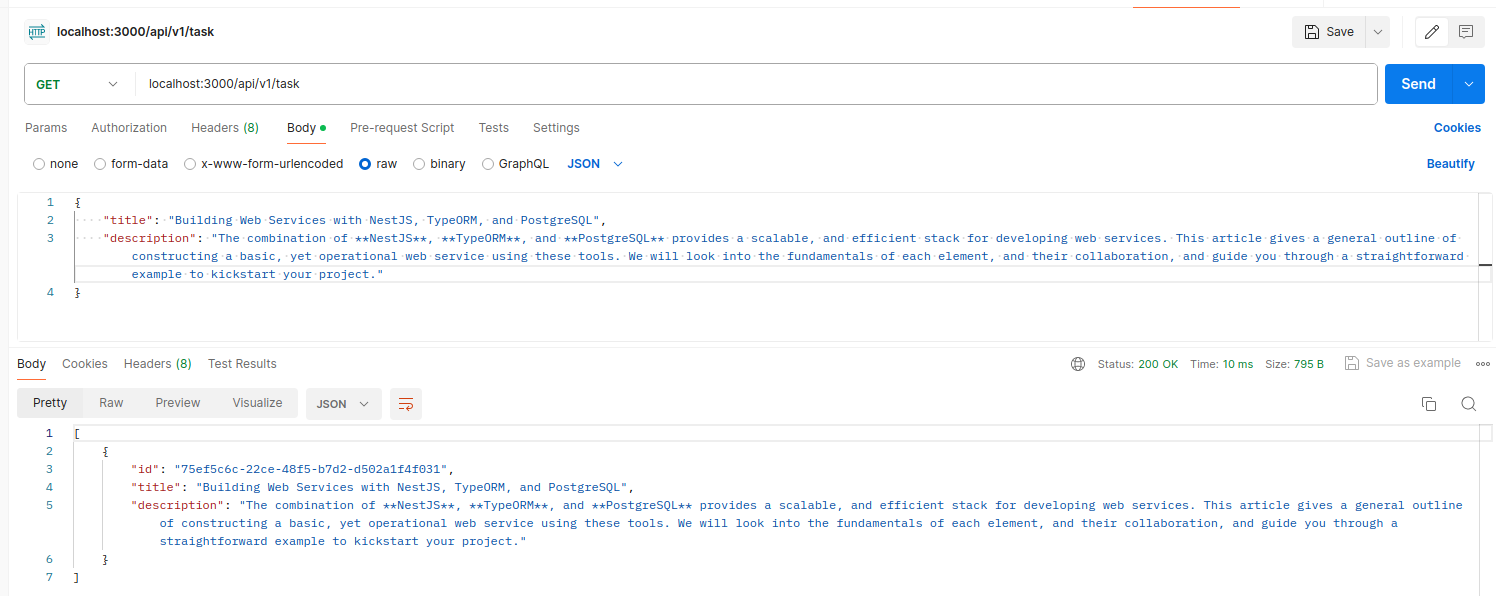 HTTP localhost:3000/api/v1/task Save
GET localhost:3000/api/v1/task Send
Params Authorization Headers (8) Body Pre-request Script Tests Settings Cookies
none form-data x-www-form-urlencoded raw binary GraphQL JSON Beautify
1 {
2 "title": "Building Web Services with NestJS, TypeORM, and PostgreSQL",
3 "description": "The combination of **NestJS**, **TypeORM**, and **PostgreSQL** provides a scalable, and efficient stack for developing web services. This article gives a general outline of
constructing a basic, yet operational web service using these tools. We will look into the fundamentals of each element, and their collaboration, and guide you through a straightforward
example to kickstart your project."
4 }
Body Cookies Headers (8) Test Results Status: 200 OK Time: 10 ms Size: 795 B Save as example
Pretty Raw Preview Visualize JSON
1 [
2 {
3 "id": "75ef5c6c-22ce-48f5-b7d2-d502a1f4f031",
4 "title": "Building Web Services with NestJS, TypeORM, and PostgreSQL",
5 "description": "The combination of **NestJS**, **TypeORM**, and **PostgreSQL** provides a scalable, and efficient stack for developing web services. This article gives a general outline
of constructing a basic, yet operational web service using these tools. We will look into the fundamentals of each element, and their collaboration, and guide you through a
straightforward example to kickstart your project."
6 }
7 ]